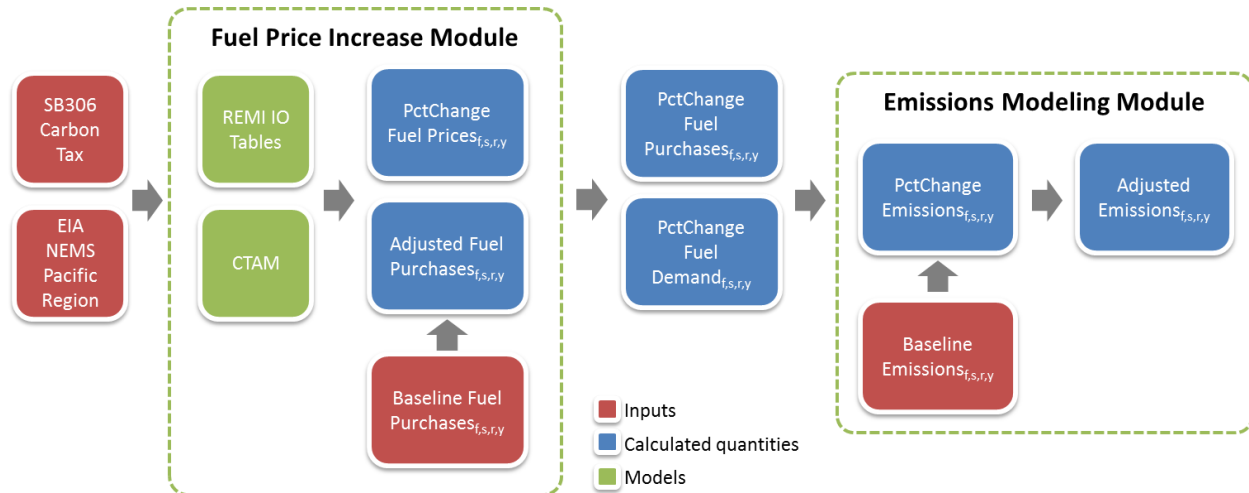 Fuel Price Increase Module
SB306
Carbon
Tax
EIA
NEMS
Pacific
Region
REMI IO
Tables
CTAM
PctChange
Fuel Prices f,s,r,y
Adjusted Fuel
Purchases f,s,r,y
Baseline Fuel
Purchases f,s,r,y
PctChange
Fuel
Purchases f,s,r,y
PctChange
Fuel
Demand f,s,r,y
Inputs
Calculated quantities
Models
Emissions Modeling Module
PctChange
Emissions f,s,r,y
Adjusted
Emissions f,s,r,y
Baseline
Emissions f,s,r,y